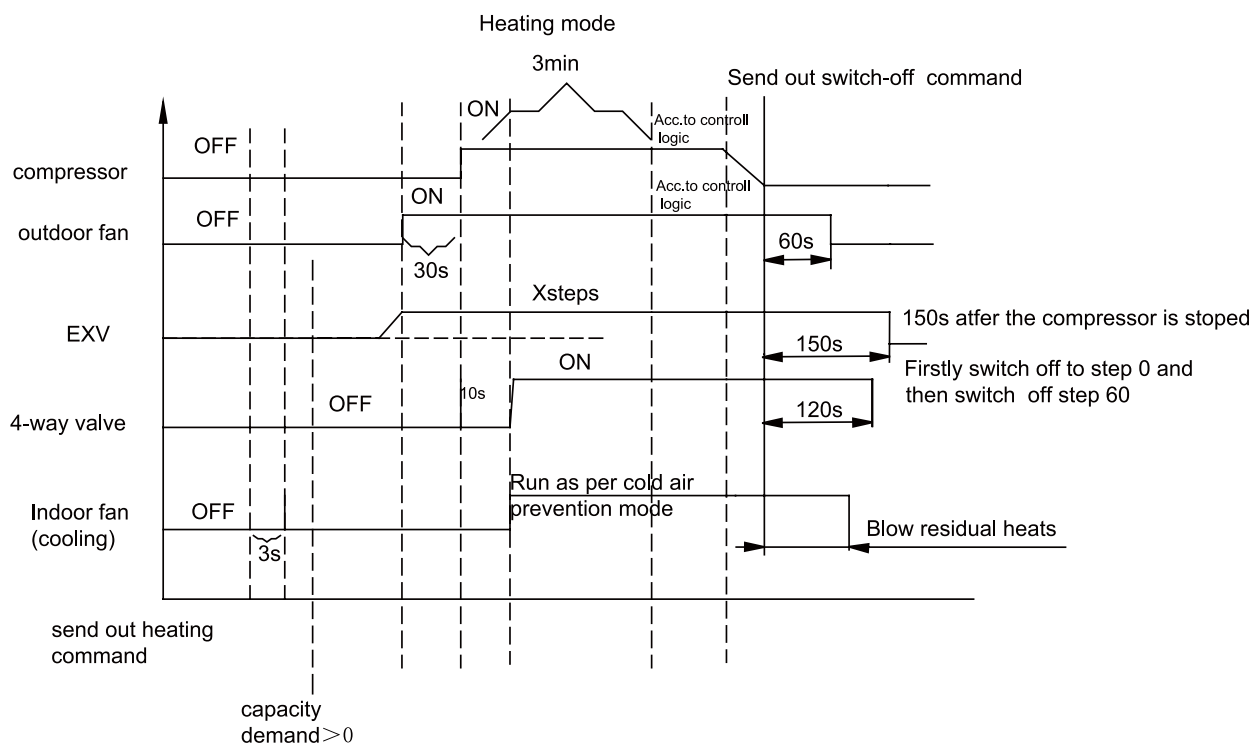 Heating mode
3min
Send out switch-off command
ON
Acc.to controll
logic
OFF
compressor
ON
Acc.to controll
logic
OFF
outdoor fan
60s
30s
Xsteps
150s atfer the compressor is stoped
EXV
150s
ON
Firstly switch off to step 0 and
then switch off step 60
OFF
10s
120s
4-way valve
Run as per cold air
prevention mode
OFF
Indoor fan
(cooling)
Blow residual heats
3s
send out heating
command
capacity
demand＞0